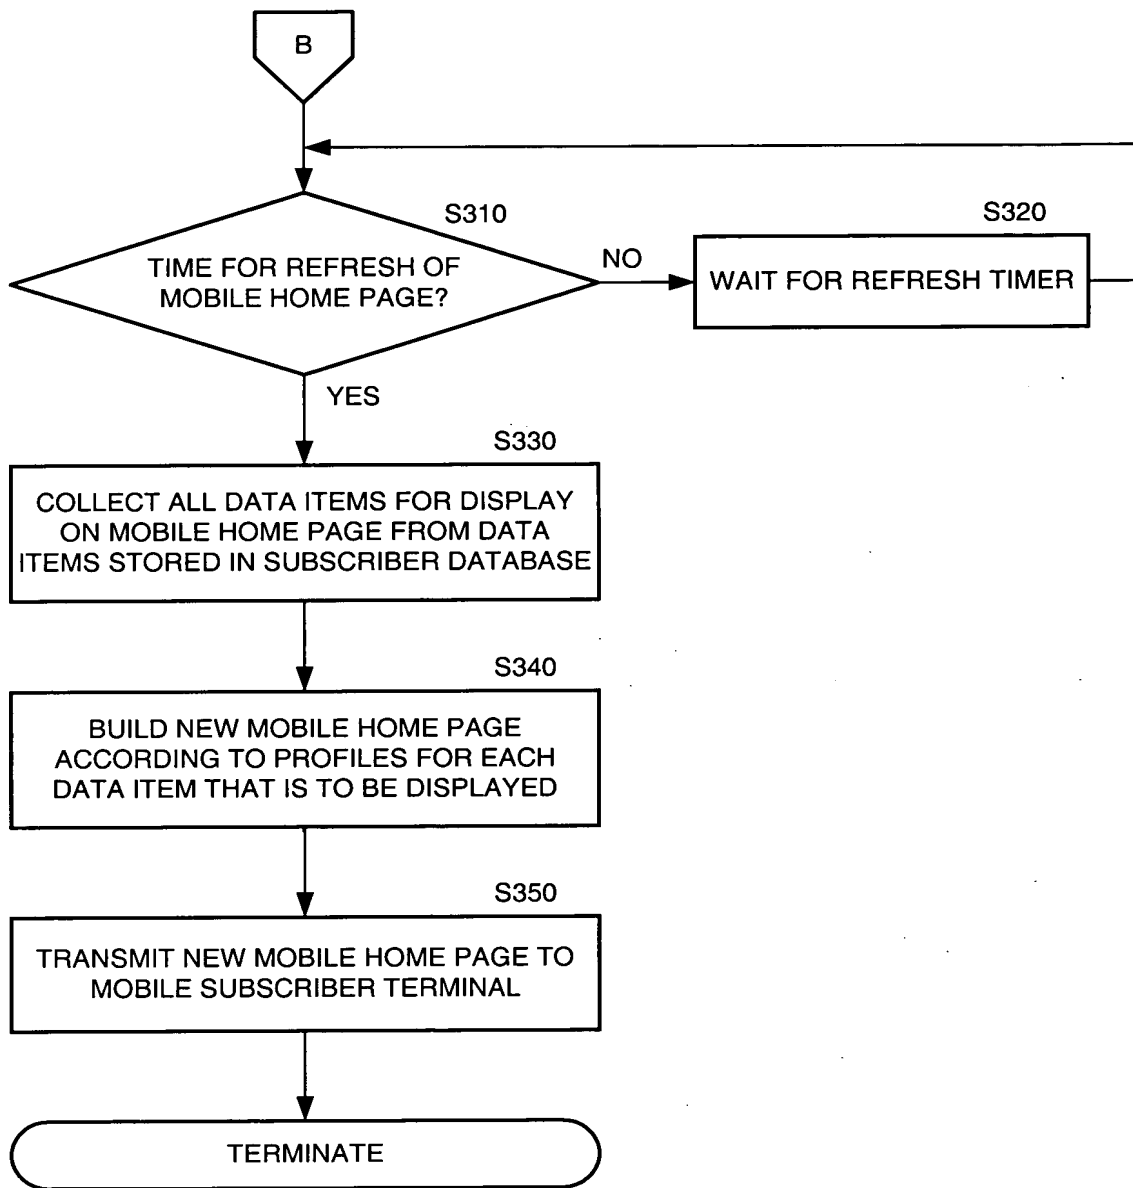 B
S310
TIME FOR REFRESH OF
MOBILE HOME PAGE?
NO
S320
WAIT FOR REFRESH TIMER
YES
S330
COLLECT ALL DATA ITEMS FOR DISPLAY
ON MOBILE HOME PAGE FROM DATA
ITEMS STORED IN SUBSCRIBER DATABASE
S340
BUILD NEW MOBILE HOME PAGE
ACCORDING TO PROFILES FOR EACH
DATA ITEM THAT IS TO BE DISPLAYED
S350
TRANSMIT NEW MOBILE HOME PAGE TO
MOBILE SUBSCRIBER TERMINAL
TERMINATE